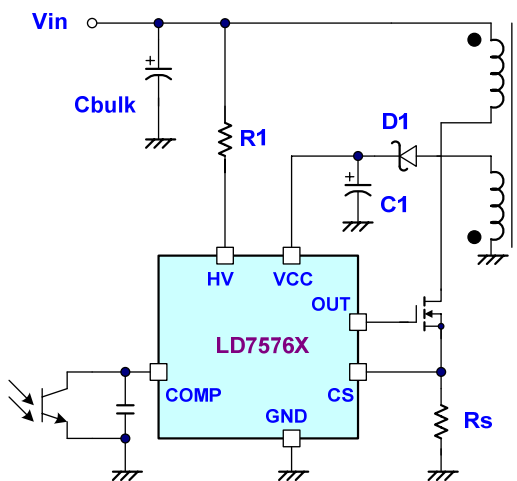 Vin
Cbulk
R1
D1
C1
HV
VCC
OUT
LD7576X
COMP
CS
GND
Rs